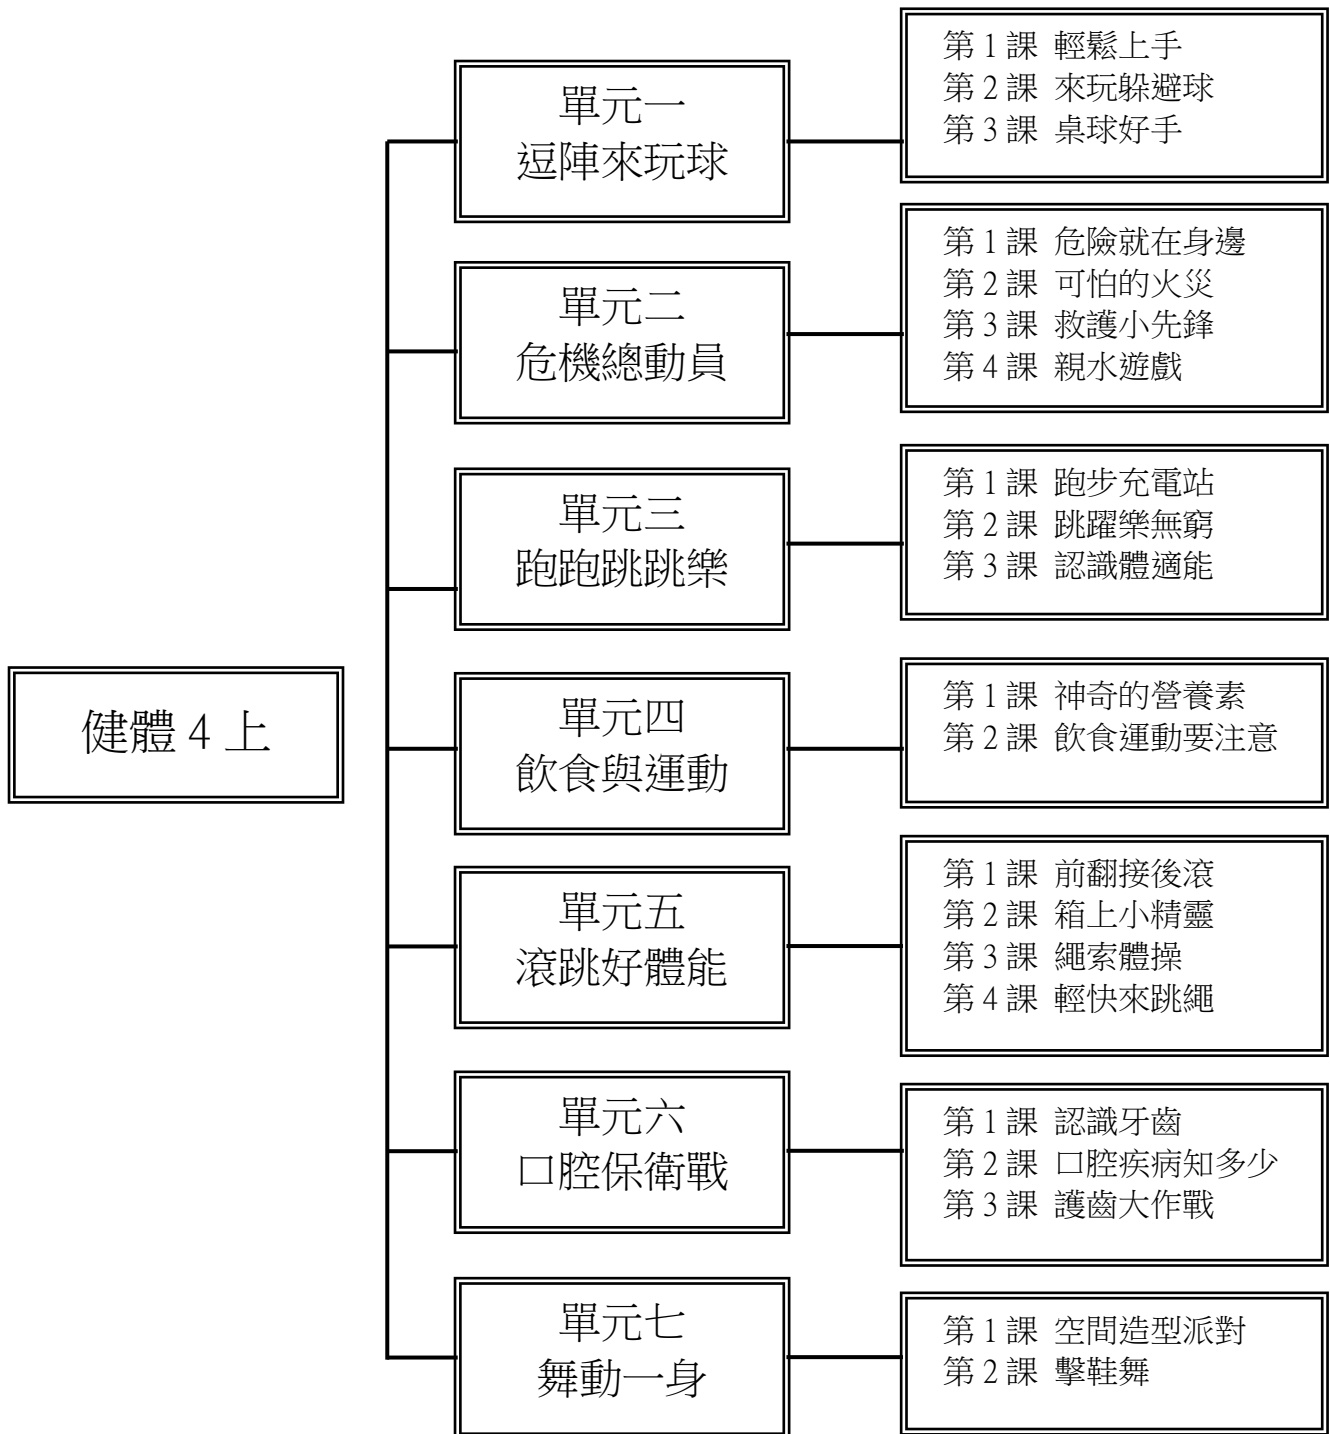 健體 4 上
單元一
逗陣來玩球
第 1 課 輕鬆上手
第 2 課 來玩躲避球
第 3 課 桌球好手
單元二
危機總動員
第 1 課 危險就在身邊
第 2 課 可怕的火災
第 3 課 救護小先鋒
第 4 課 親水遊戲
單元三
跑跑跳跳樂
第 1 課 跑步充電站
第 2 課 跳躍樂無窮
第 3 課 認識體適能
單元四
飲食與運動
第 1 課 神奇的營養素
第 2 課 飲食運動要注意
單元五
滾跳好體能
第 1 課 前翻接後滾
第 2 課 箱上小精靈
第 3 課 繩索體操
第 4 課 輕快來跳繩
單元六
口腔保衛戰
第 1 課 認識牙齒
第 2 課 口腔疾病知多少
第 3 課 護齒大作戰
單元七
舞動一身
第 1 課 空間造型派對
第 2 課 擊鞋舞